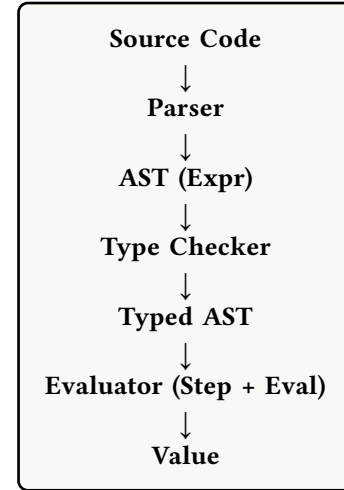 Source Code
↓
Parser
↓
AST (Expr)
↓
Type Checker
↓
Typed AST
↓
Evaluator (Step + Eval)
↓
Value